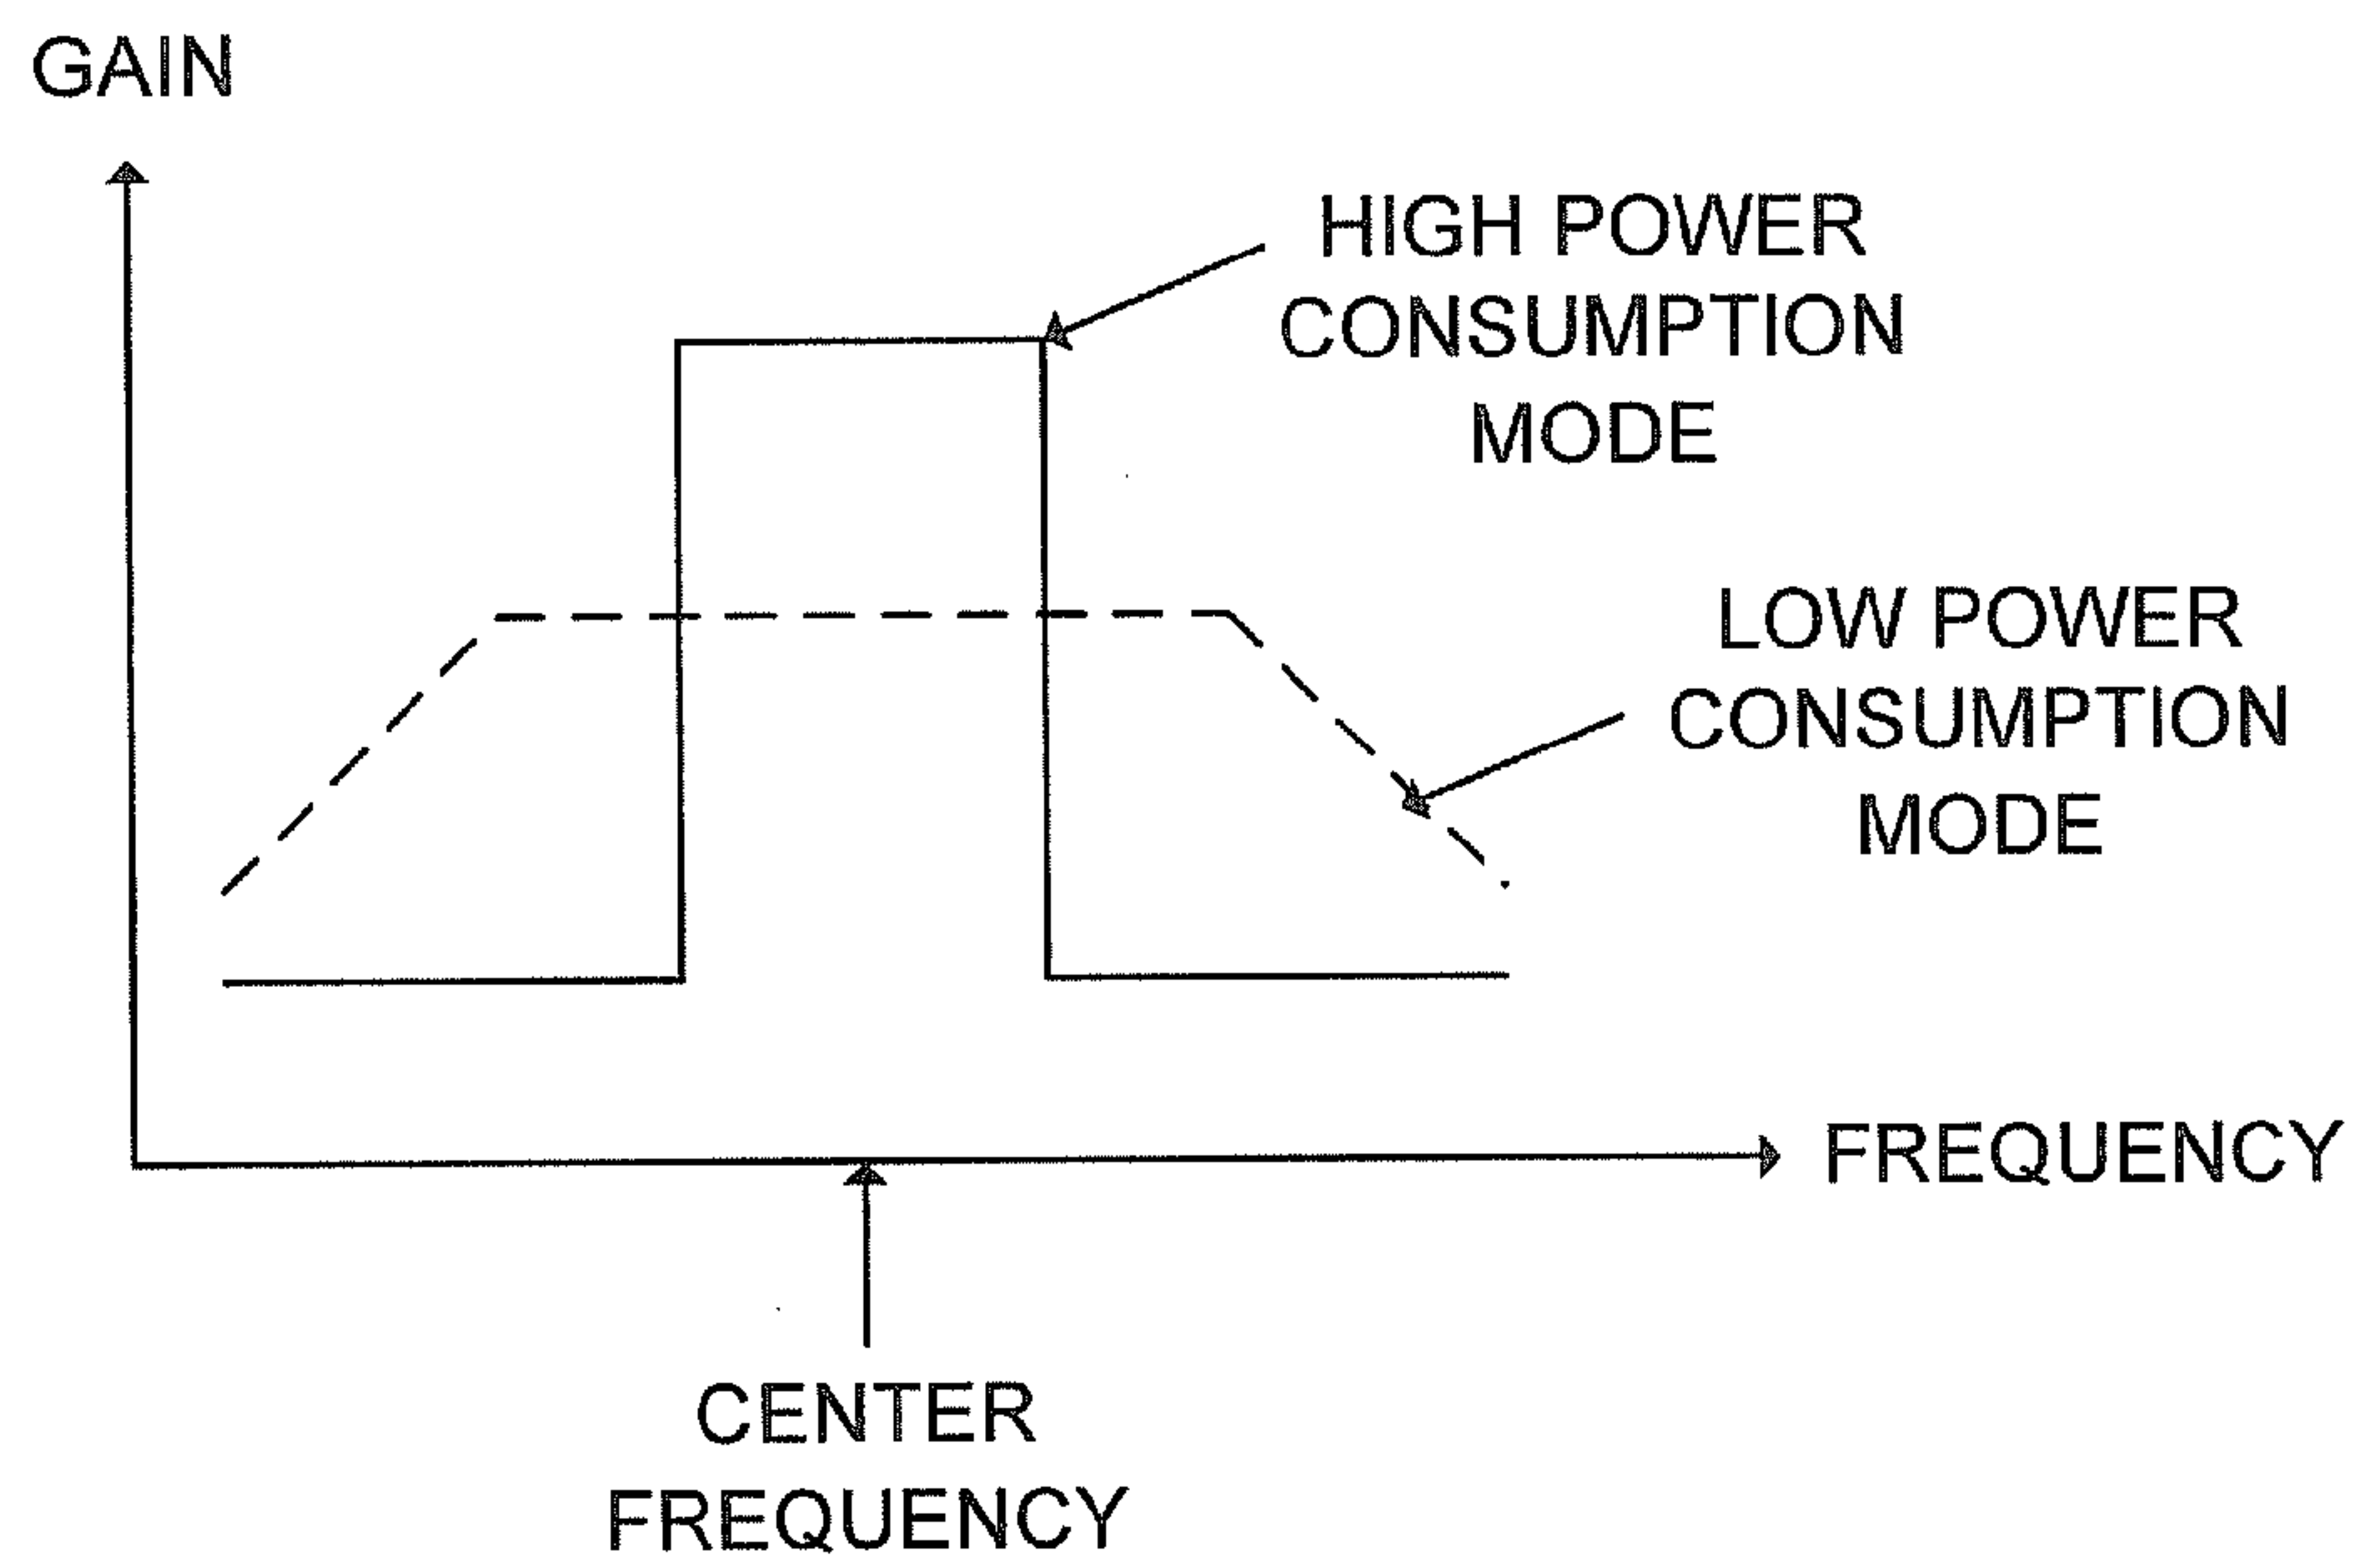 GAIN
HIGH POWER
CONSUMPTION
MODE
LOW POWER
CONSUMPTION
MODE
FREQUENCY
CENTER
FREQUENCY